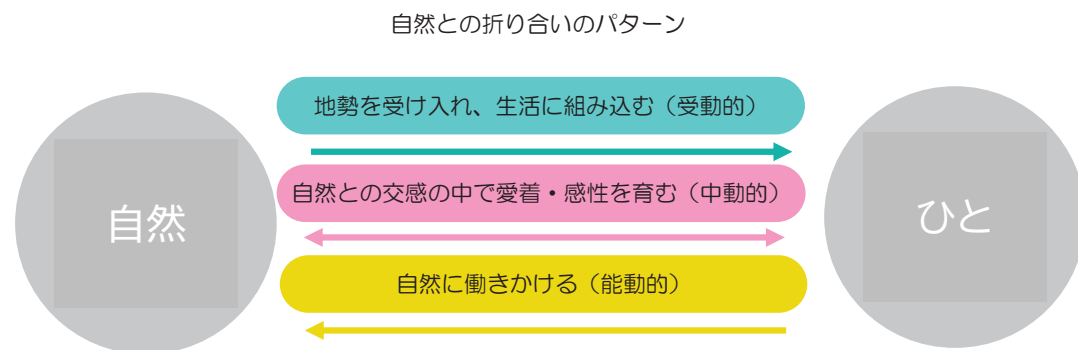 自然との折り合いのパターン
地勢を受け入れ、生活に組み込む（受動的）
自然との交感の中で愛着・感性を育む（中動的）
自然に働きかける（能動的）
自然
ひと